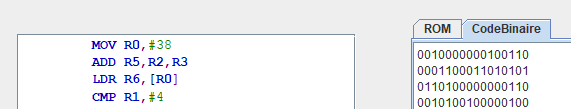 ROM CodeBinaire
MOV R0,#38
ADD R5,R2,R3
LDR R6,[R0]
CMP R1,#4
0010000000100110
0001100011010101
0110100000000110
0010100100000100